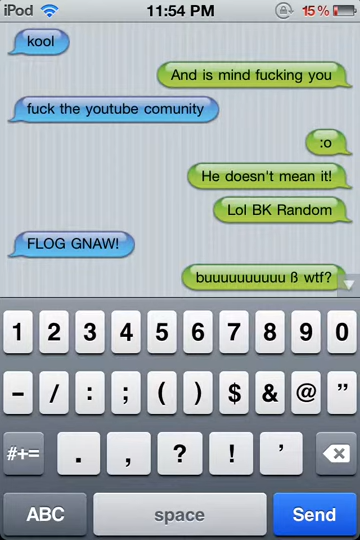 iPod 11:54 PM 15%
kool
And is mind fucking you
fuck the youtube comunity
:o
He doesn't mean it!
Lol BK Random
FLOG GNAW!
buuuuuuuuuu ß wtf?
1 2 3 4 5 6 7 8 9 0
- / : ; ( ) $ & @ ”
#+= . , ? ! ’
ABC space Send